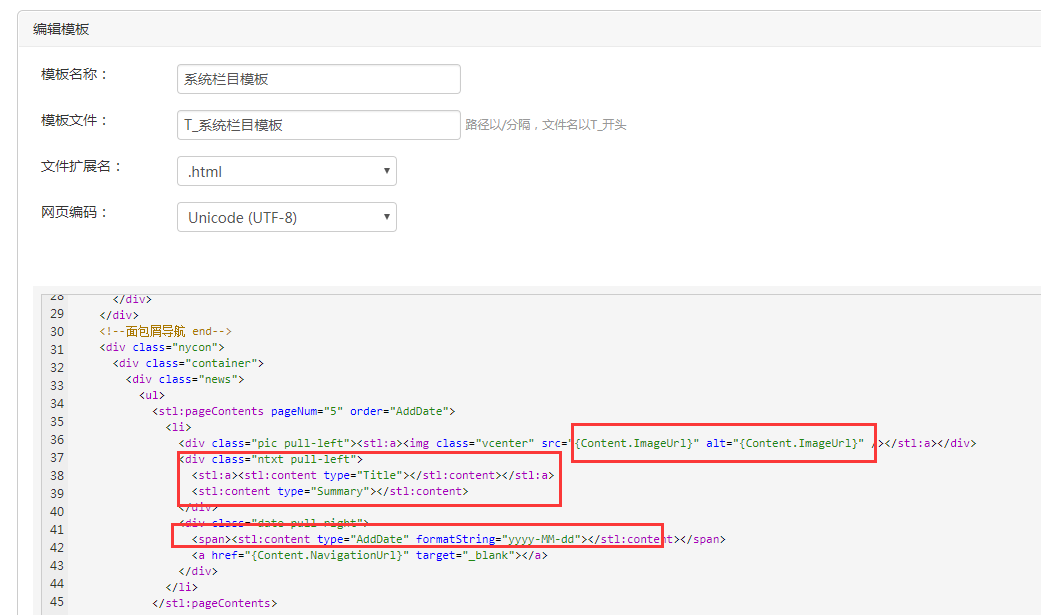 编辑模板
模板名称：
系统栏目模板
模板文件：
T_系统栏目模板 路径以/分隔，文件名以T_开头
文件扩展名：
.html
网页编码：
Unicode (UTF-8)
28 </div>
29 </div>
30 <!--面包屑导航 end-->
31 <div class="nycon">
32 <div class="container">
33 <div class="news">
34 <ul>
35 <stl:pageContents pageNum="5" order="AddDate">
36 <li>
37 <div class="pic pull-left"><stl:a><img class="vcenter" src="{Content.ImageUrl}" alt="{Content.ImageUrl}" /></stl:a></div>
38 <div class="ntxt pull-left">
39 <stl:a><stl:content type="Title"></stl:content></stl:a>
40 <stl:content type="Summary"></stl:content>
41 </div>
42 <div class="date pull-right">
43 <span><stl:content type="AddDate" formatString="yyyy-MM-dd"></stl:content></span>
44 <a href="{Content.NavigationUrl}" target="_blank"></a>
45 </div>
</li>
</stl:pageContents>